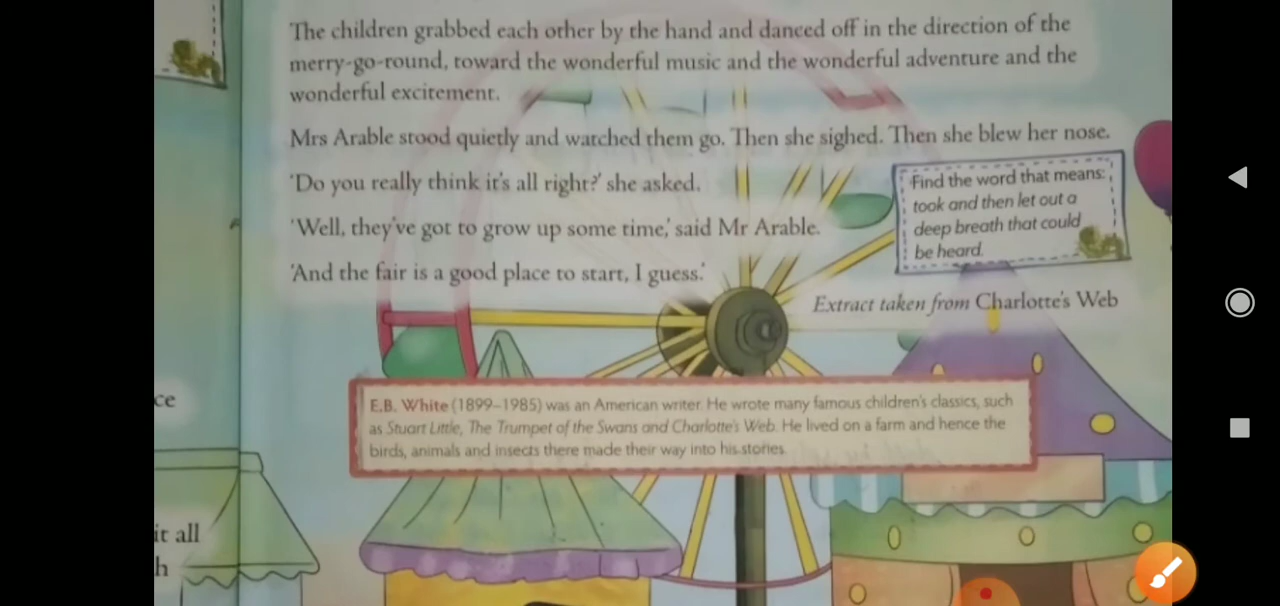 The children grabbed each other by the hand and danced off in the direction of the
merry-go-round, toward the wonderful music and the wonderful adventure and the
wonderful excitement.
Mrs Arable stood quietly and watched them go. Then she sighed. Then she blew her nose.
'Do you really think it's all right?' she asked.
'Well, they've got to grow up some time,' said Mr Arable.
'And the fair is a good place to start, I guess.'
Find the word that means:
took and then let out a
deep breath that could
be heard.
Extract taken from Charlotte's Web
E.B. White (1899–1985) was an American writer. He wrote many famous children's classics, such
as Stuart Little, The Trumpet of the Swans and Charlotte's Web. He lived on a farm and hence the
birds, animals and insects there made their way into his stories.
ce
it all
h